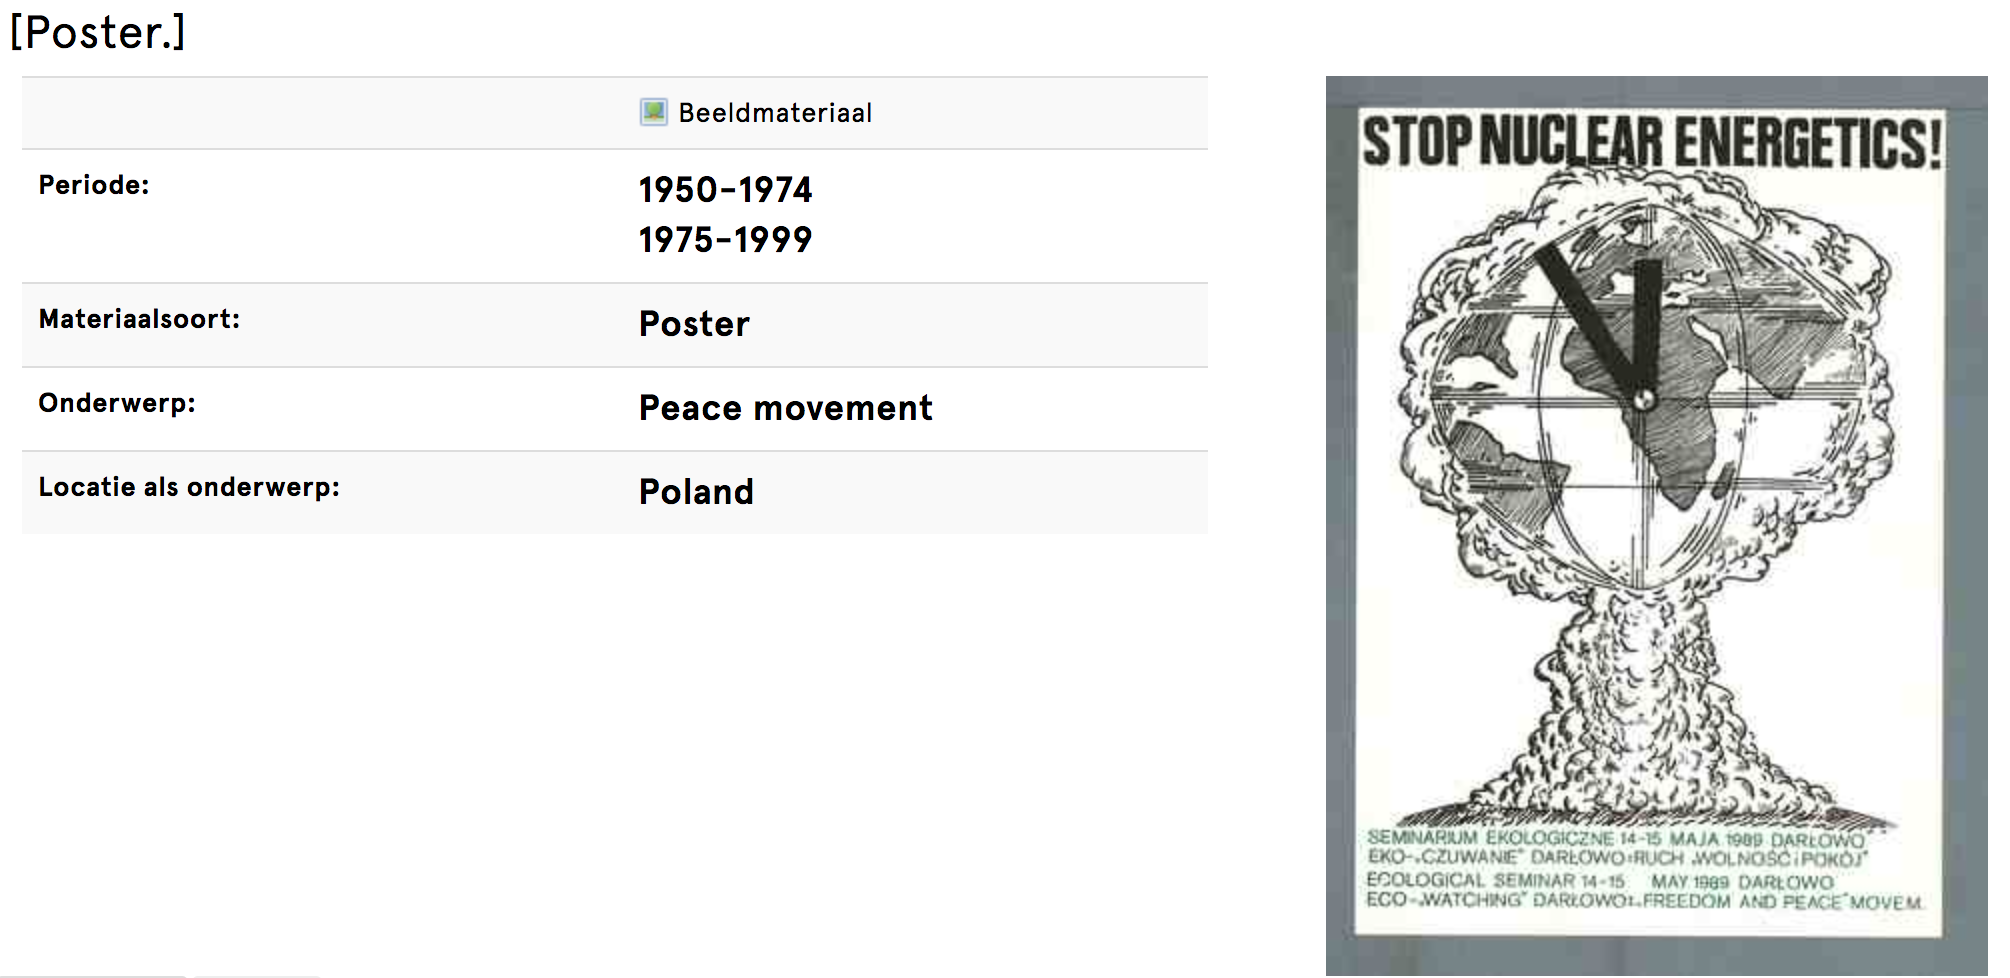 [Poster.]
Beeldmateriaal
Periode:
1950-1974
1975-1999
Materiaalsoort:
Poster
Onderwerp:
Peace movement
Locatie als onderwerp:
Poland
STOP NUCLEAR ENERGETICS!
SEMINARIUM EKOLOGICZNE 14-15 MAJA 1989 DARŁOWO
EKO-„CZUWANIE" DARŁOWO:RUCH „WOLNOŚĆ i POKÓJ"
ECOLOGICAL SEMINAR 14-15 MAY 1989 DARŁOWO
ECO-„WATCHING" DARŁOWO:„FREEDOM AND PEACE" MOVEM.